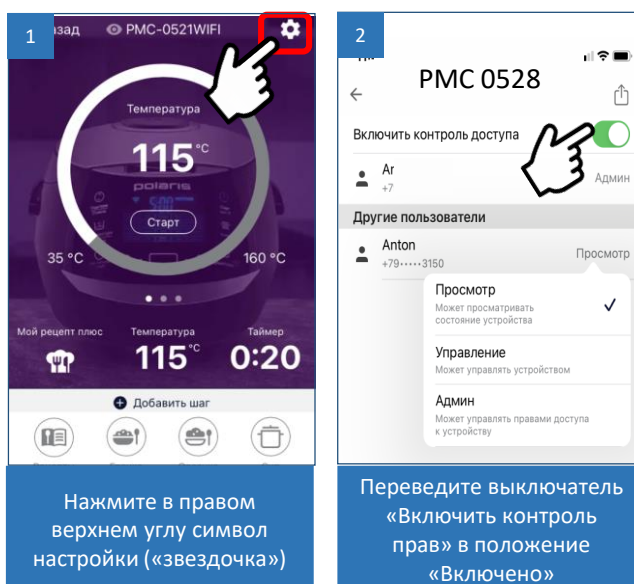 1
PMC-0521WIFI
Температура
115°C
polaris
Старт
35 °C
160 °C
Мой рецепт плюс
Температура
Таймер
115°C
0:20
Добавить шаг
Нажмите в правом
верхнем углу символ
настройки («звездочка»)
2
PMC 0528
Включить контроль доступа
Ar
+7
Админ
Другие пользователи
Anton
+79·····3150
Просмотр
Просмотр
Может просматривать
состояние устройства
Управление
Может управлять устройством
Админ
Может управлять правами доступа
к устройству
Переведите выключатель
«Включить контроль
прав» в положение
«Включено»